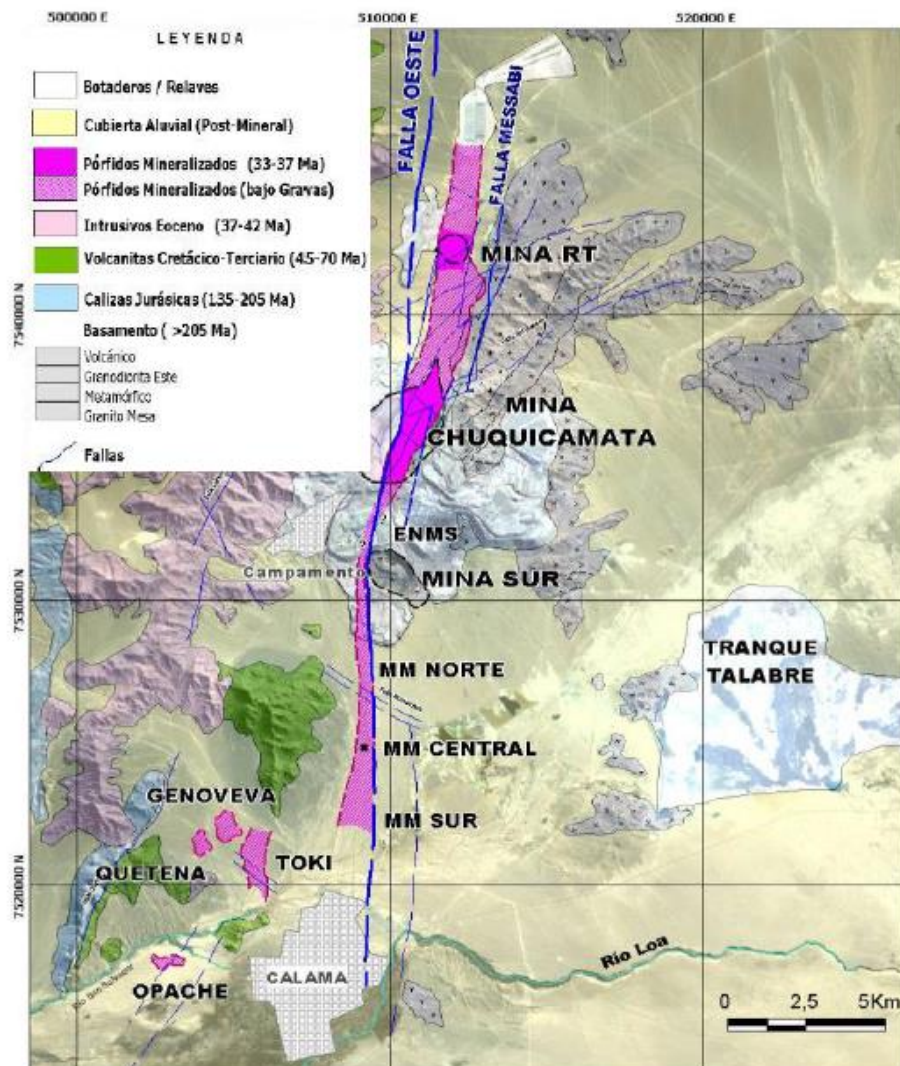 500000 E
510000 E
520000 E
LEYENDA
Botaderos / Relaves
Cubierta Aluvial (Post-Mineral)
Pórfidos Mineralizados (33-37 Ma)
Pórfidos Mineralizados (bajo Gravas)
Intrusivos Eoceno (37-42 Ma)
Volcanitas Cretácico-Terciario (45-70 Ma)
Calizas Jurásicas (135-205 Ma)
Basamento ( >205 Ma)
Volcánico
Granodiorita Este
Metamórfico
Granito Mesa
Fallas
FALLA OESTE
FALLA MESSABI
MINA RT
7540000 N
MINA
CHUQUICAMATA
ENMS
Campamento
MINA SUR
7530000 N
TRANQUE
TALABRE
MM NORTE
MM CENTRAL
GENOVEVA
MM SUR
QUETENA
TOKI
7520000 N
Río Loa
OPACHE
CALAMA
0 2,5 5Km